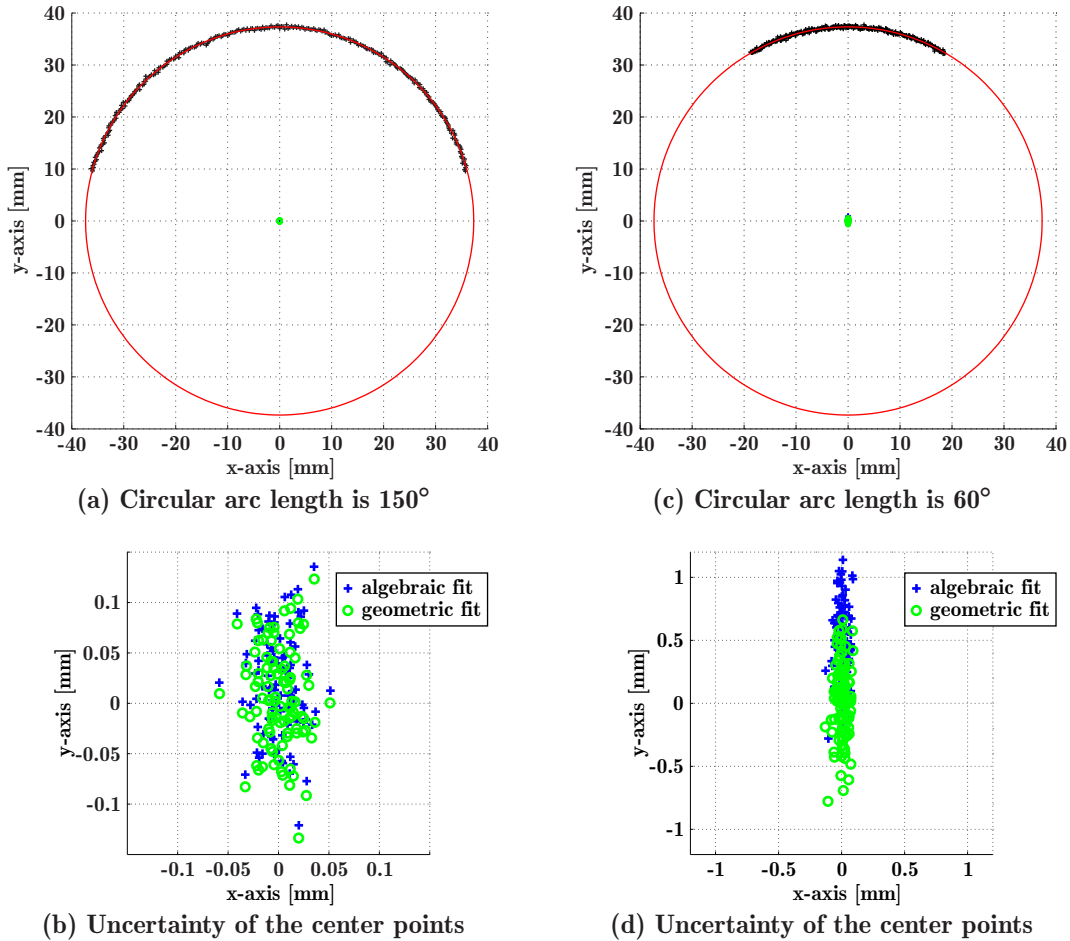 40
30
20
10
0
-10
-20
-30
-40
y-axis [mm]
-40 -30 -20 -10 0 10 20 30 40
x-axis [mm]
(a) Circular arc length is 150°
40
30
20
10
0
-10
-20
-30
-40
y-axis [mm]
-40 -30 -20 -10 0 10 20 30 40
x-axis [mm]
(c) Circular arc length is 60°
0.1
0.05
0
-0.05
-0.1
y-axis [mm]
algebraic fit
geometric fit
-0.1 -0.05 0 0.05 0.1
x-axis [mm]
(b) Uncertainty of the center points
1
0.5
0
-0.5
-1
y-axis [mm]
algebraic fit
geometric fit
-1 -0.5 0 0.5 1
x-axis [mm]
(d) Uncertainty of the center points